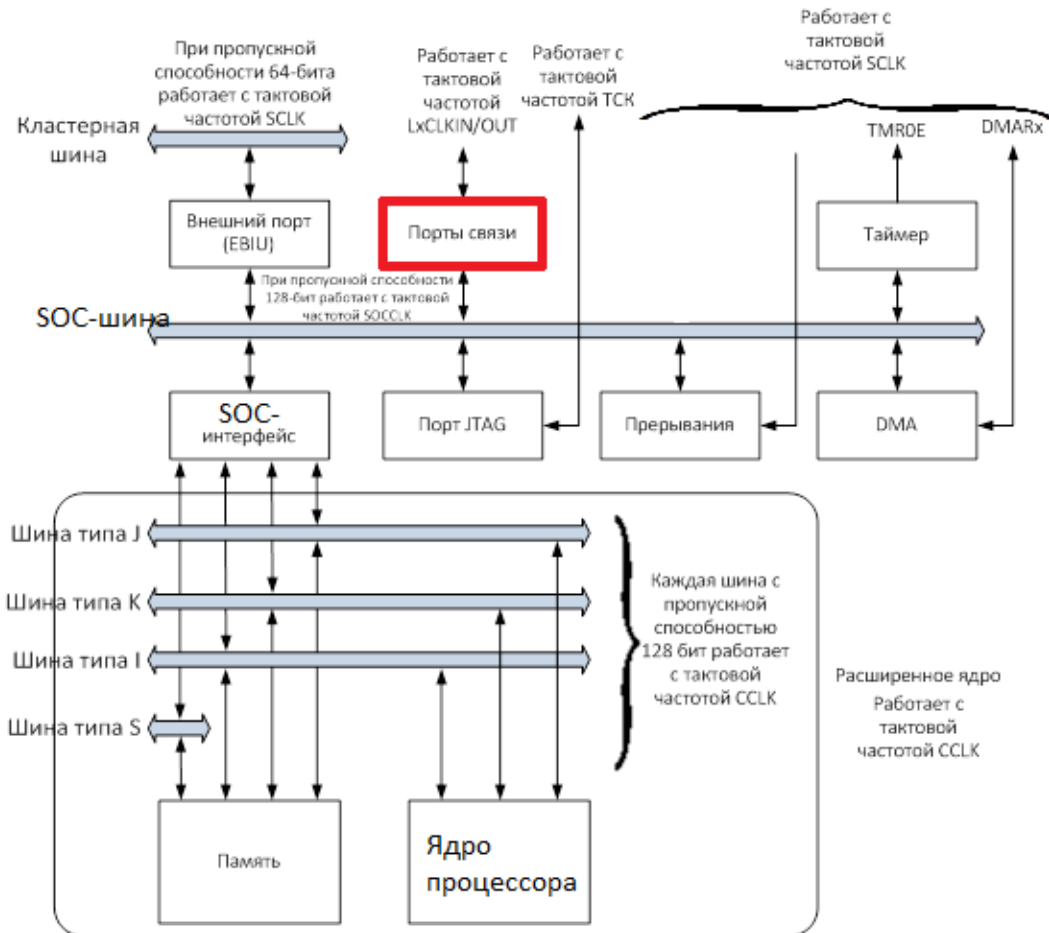 При пропускной
способности 64-бита
работает с тактовой
частотой SCLK
Работает с
тактовой
частотой
LxCLKIN/OUT
Работает с
тактовой
частотой TCK
Работает с
тактовой
частотой SCLK
Кластерная
шина
TMR0E
DMARx
Внешний порт
(EBIU)
Порты связи
Таймер
При пропускной способности
128-бит работает с тактовой
частотой SOCCLK
SOC-шина
SOC-
интерфейс
Порт JTAG
Прерывания
DMA
Шина типа J
Шина типа K
Шина типа I
Шина типа S
Каждая шина с
пропускной
способностью
128 бит работает
с тактовой
частотой CCLK
Расширенное ядро
Работает с
тактовой
частотой CCLK
Память
Ядро
процессора